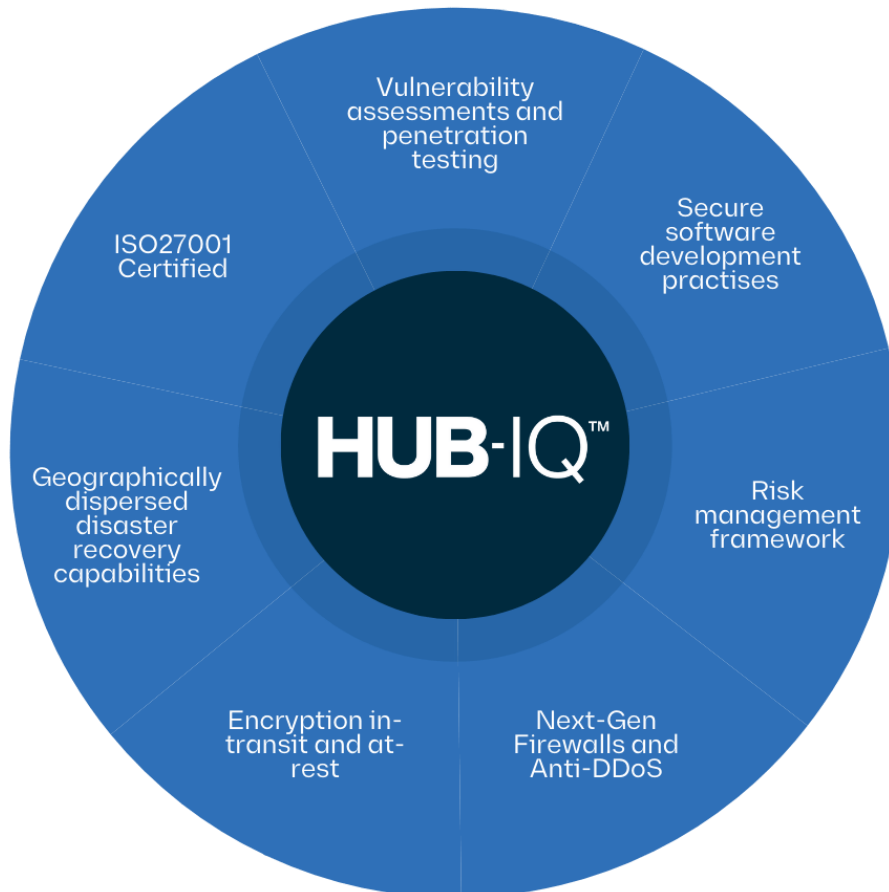 Vulnerability
assessments and
penetration
testing
Secure
software
development
practises
Risk
management
framework
Next-Gen
Firewalls and
Anti-DDoS
Encryption in-
transit and at-
rest
Geographically
dispersed
disaster
recovery
capabilities
ISO27001
Certified
HUB-IQ™